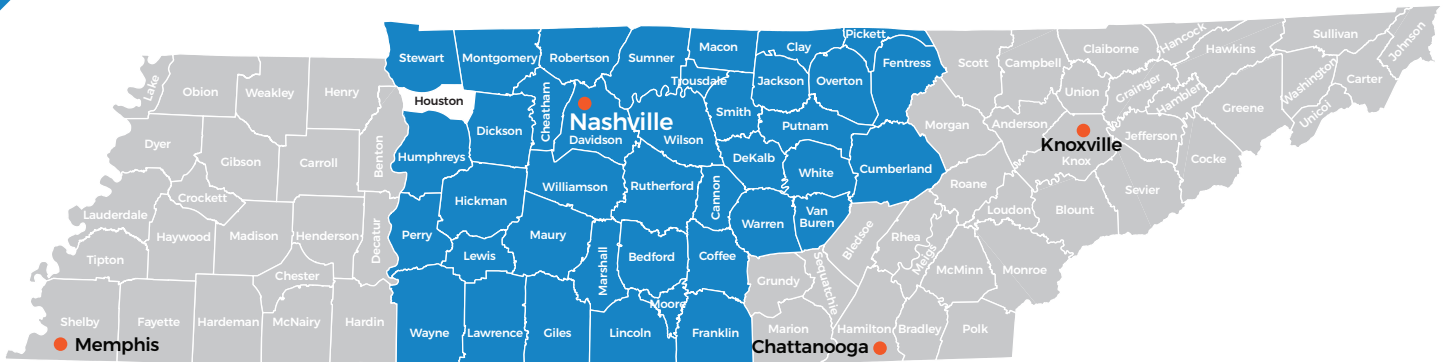 Lake
Obion
Weakley
Henry
Dyer
Gibson
Carroll
Benton
Crockett
Lauderdale
Haywood
Madison
Henderson
Decatur
Tipton
Chester
Shelby
Fayette
Hardeman
McNairy
Hardin
Memphis
Stewart
Montgomery
Robertson
Sumner
Macon
Clay
Pickett
Fentress
Houston
Trousdale
Jackson
Overton
Cheatham
Dickson
Nashville
Davidson
Wilson
Smith
Putnam
Humphreys
DeKalb
White
Cumberland
Williamson
Rutherford
Cannon
Hickman
Warren
Van
Buren
Perry
Lewis
Maury
Marshall
Bedford
Coffee
Moore
Wayne
Lawrence
Giles
Lincoln
Franklin
Scott
Campbell
Claiborne
Hancock
Hawkins
Sullivan
Johnson
Union
Grainger
Hamblen
Washington
Carter
Unicoi
Greene
Morgan
Anderson
Knoxville
Knox
Jefferson
Cocke
Sevier
Roane
Loudon
Blount
Bledsoe
Rhea
Meigs
McMinn
Monroe
Grundy
Sequatchie
Marion
Hamilton
Bradley
Polk
Chattanooga